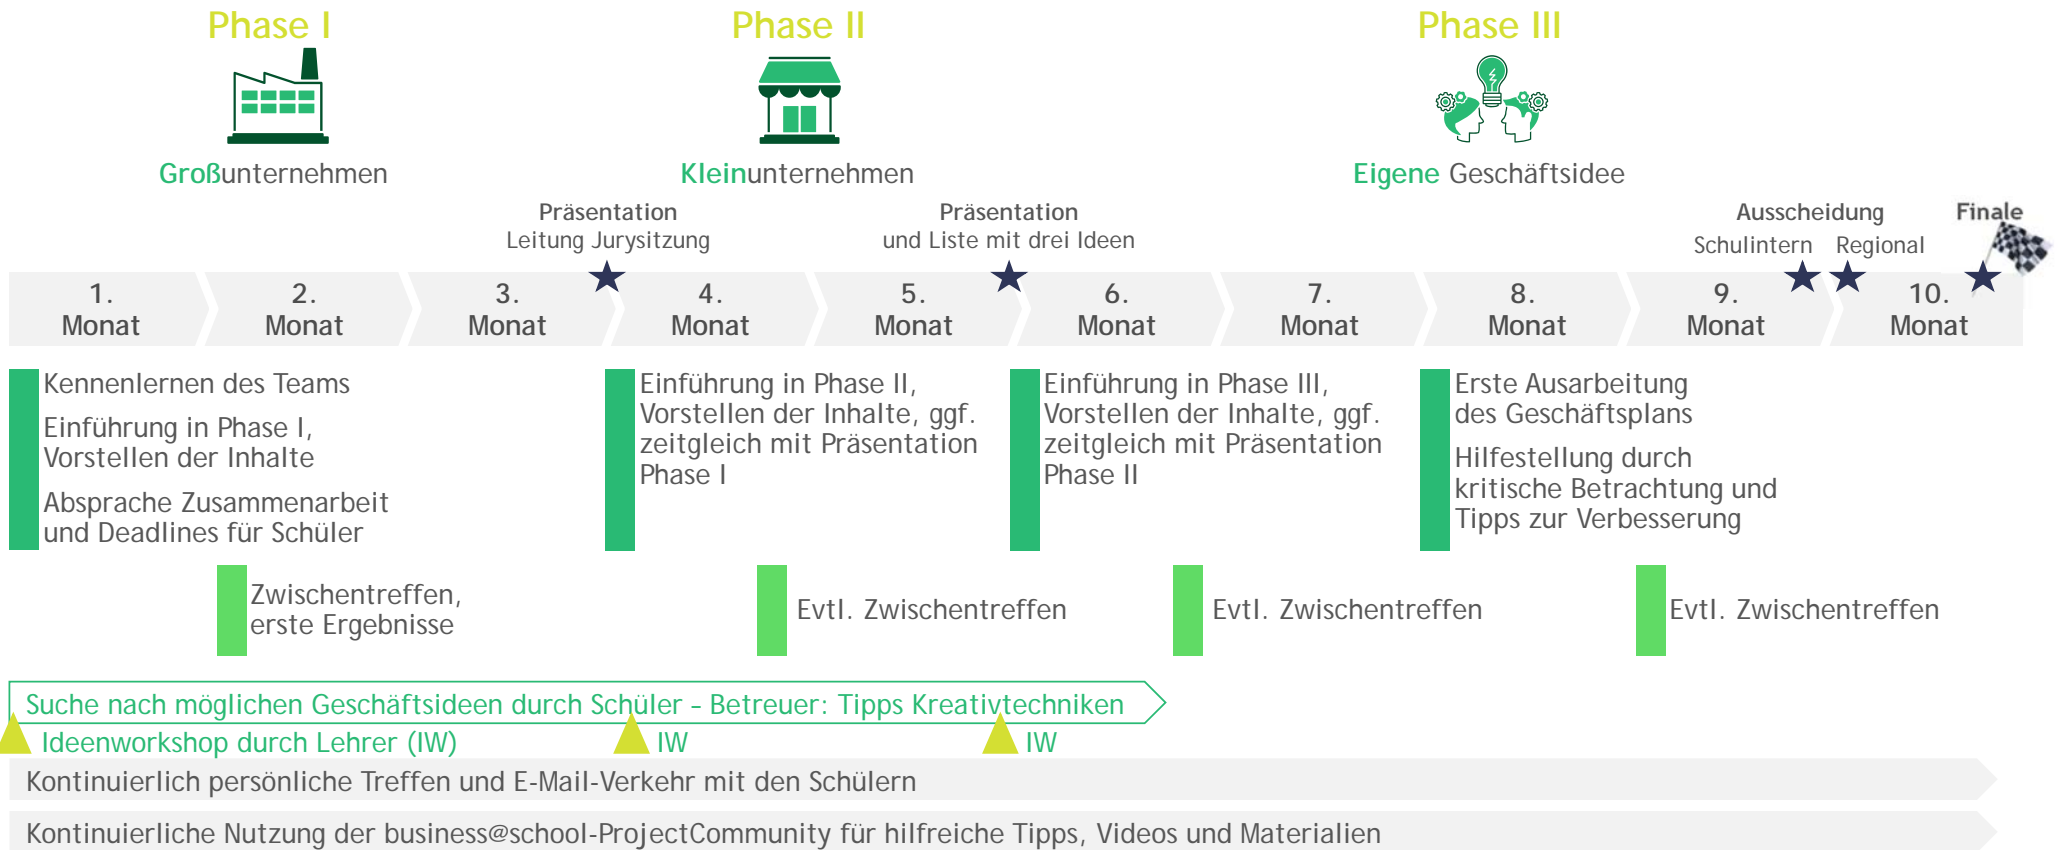 Phase I
Phase II
Phase III
Großunternehmen
Kleinunternehmen
Eigene Geschäftsidee
Präsentation
Leitung Jurysitzung
Präsentation
und Liste mit drei Ideen
Ausscheidung
Schulintern Regional
Finale
1.
Monat
2.
Monat
3.
Monat
4.
Monat
5.
Monat
6.
Monat
7.
Monat
8.
Monat
9.
Monat
10.
Monat
Kennenlernen des Teams
Einführung in Phase I,
Vorstellen der Inhalte
Absprache Zusammenarbeit
und Deadlines für Schüler
Einführung in Phase II,
Vorstellen der Inhalte, ggf.
zeitgleich mit Präsentation
Phase I
Einführung in Phase III,
Vorstellen der Inhalte, ggf.
zeitgleich mit Präsentation
Phase II
Erste Ausarbeitung
des Geschäftsplans
Hilfestellung durch
kritische Betrachtung und
Tipps zur Verbesserung
Zwischentreffen,
erste Ergebnisse
Evtl. Zwischentreffen
Evtl. Zwischentreffen
Evtl. Zwischentreffen
Suche nach möglichen Geschäftsideen durch Schüler – Betreuer: Tipps Kreativtechniken
Ideenworkshop durch Lehrer (IW)
IW
IW
Kontinuierlich persönliche Treffen und E-Mail-Verkehr mit den Schülern
Kontinuierliche Nutzung der business@school-ProjectCommunity für hilfreiche Tipps, Videos und Materialien